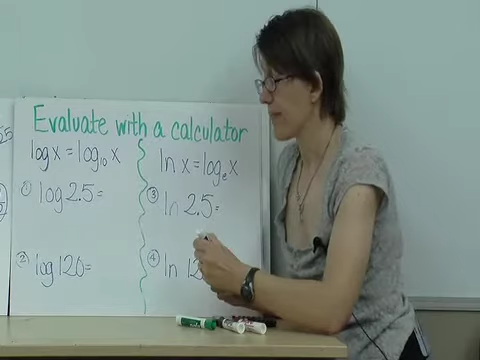 Evaluate with a calculator
log x = log₁₀ x
① log 2.5 =
② log 120 =
ln x = logₑ x
③ ln 2.5 =
④ ln